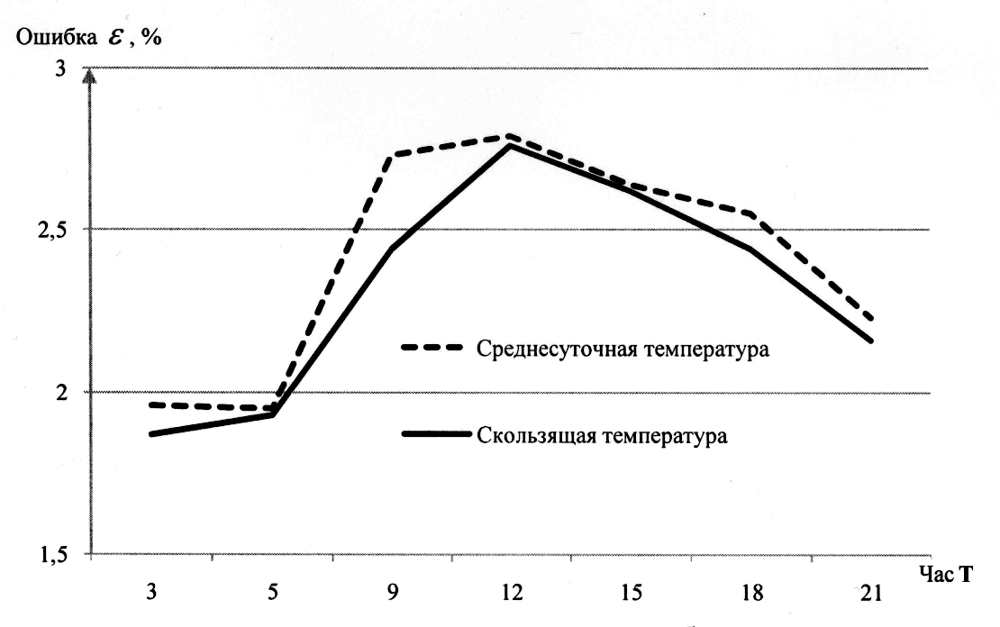 Ошибка ε, %
3
2,5
2
1,5
Среднесуточная температура
Скользящая температура
Час T
3 5 9 12 15 18 21